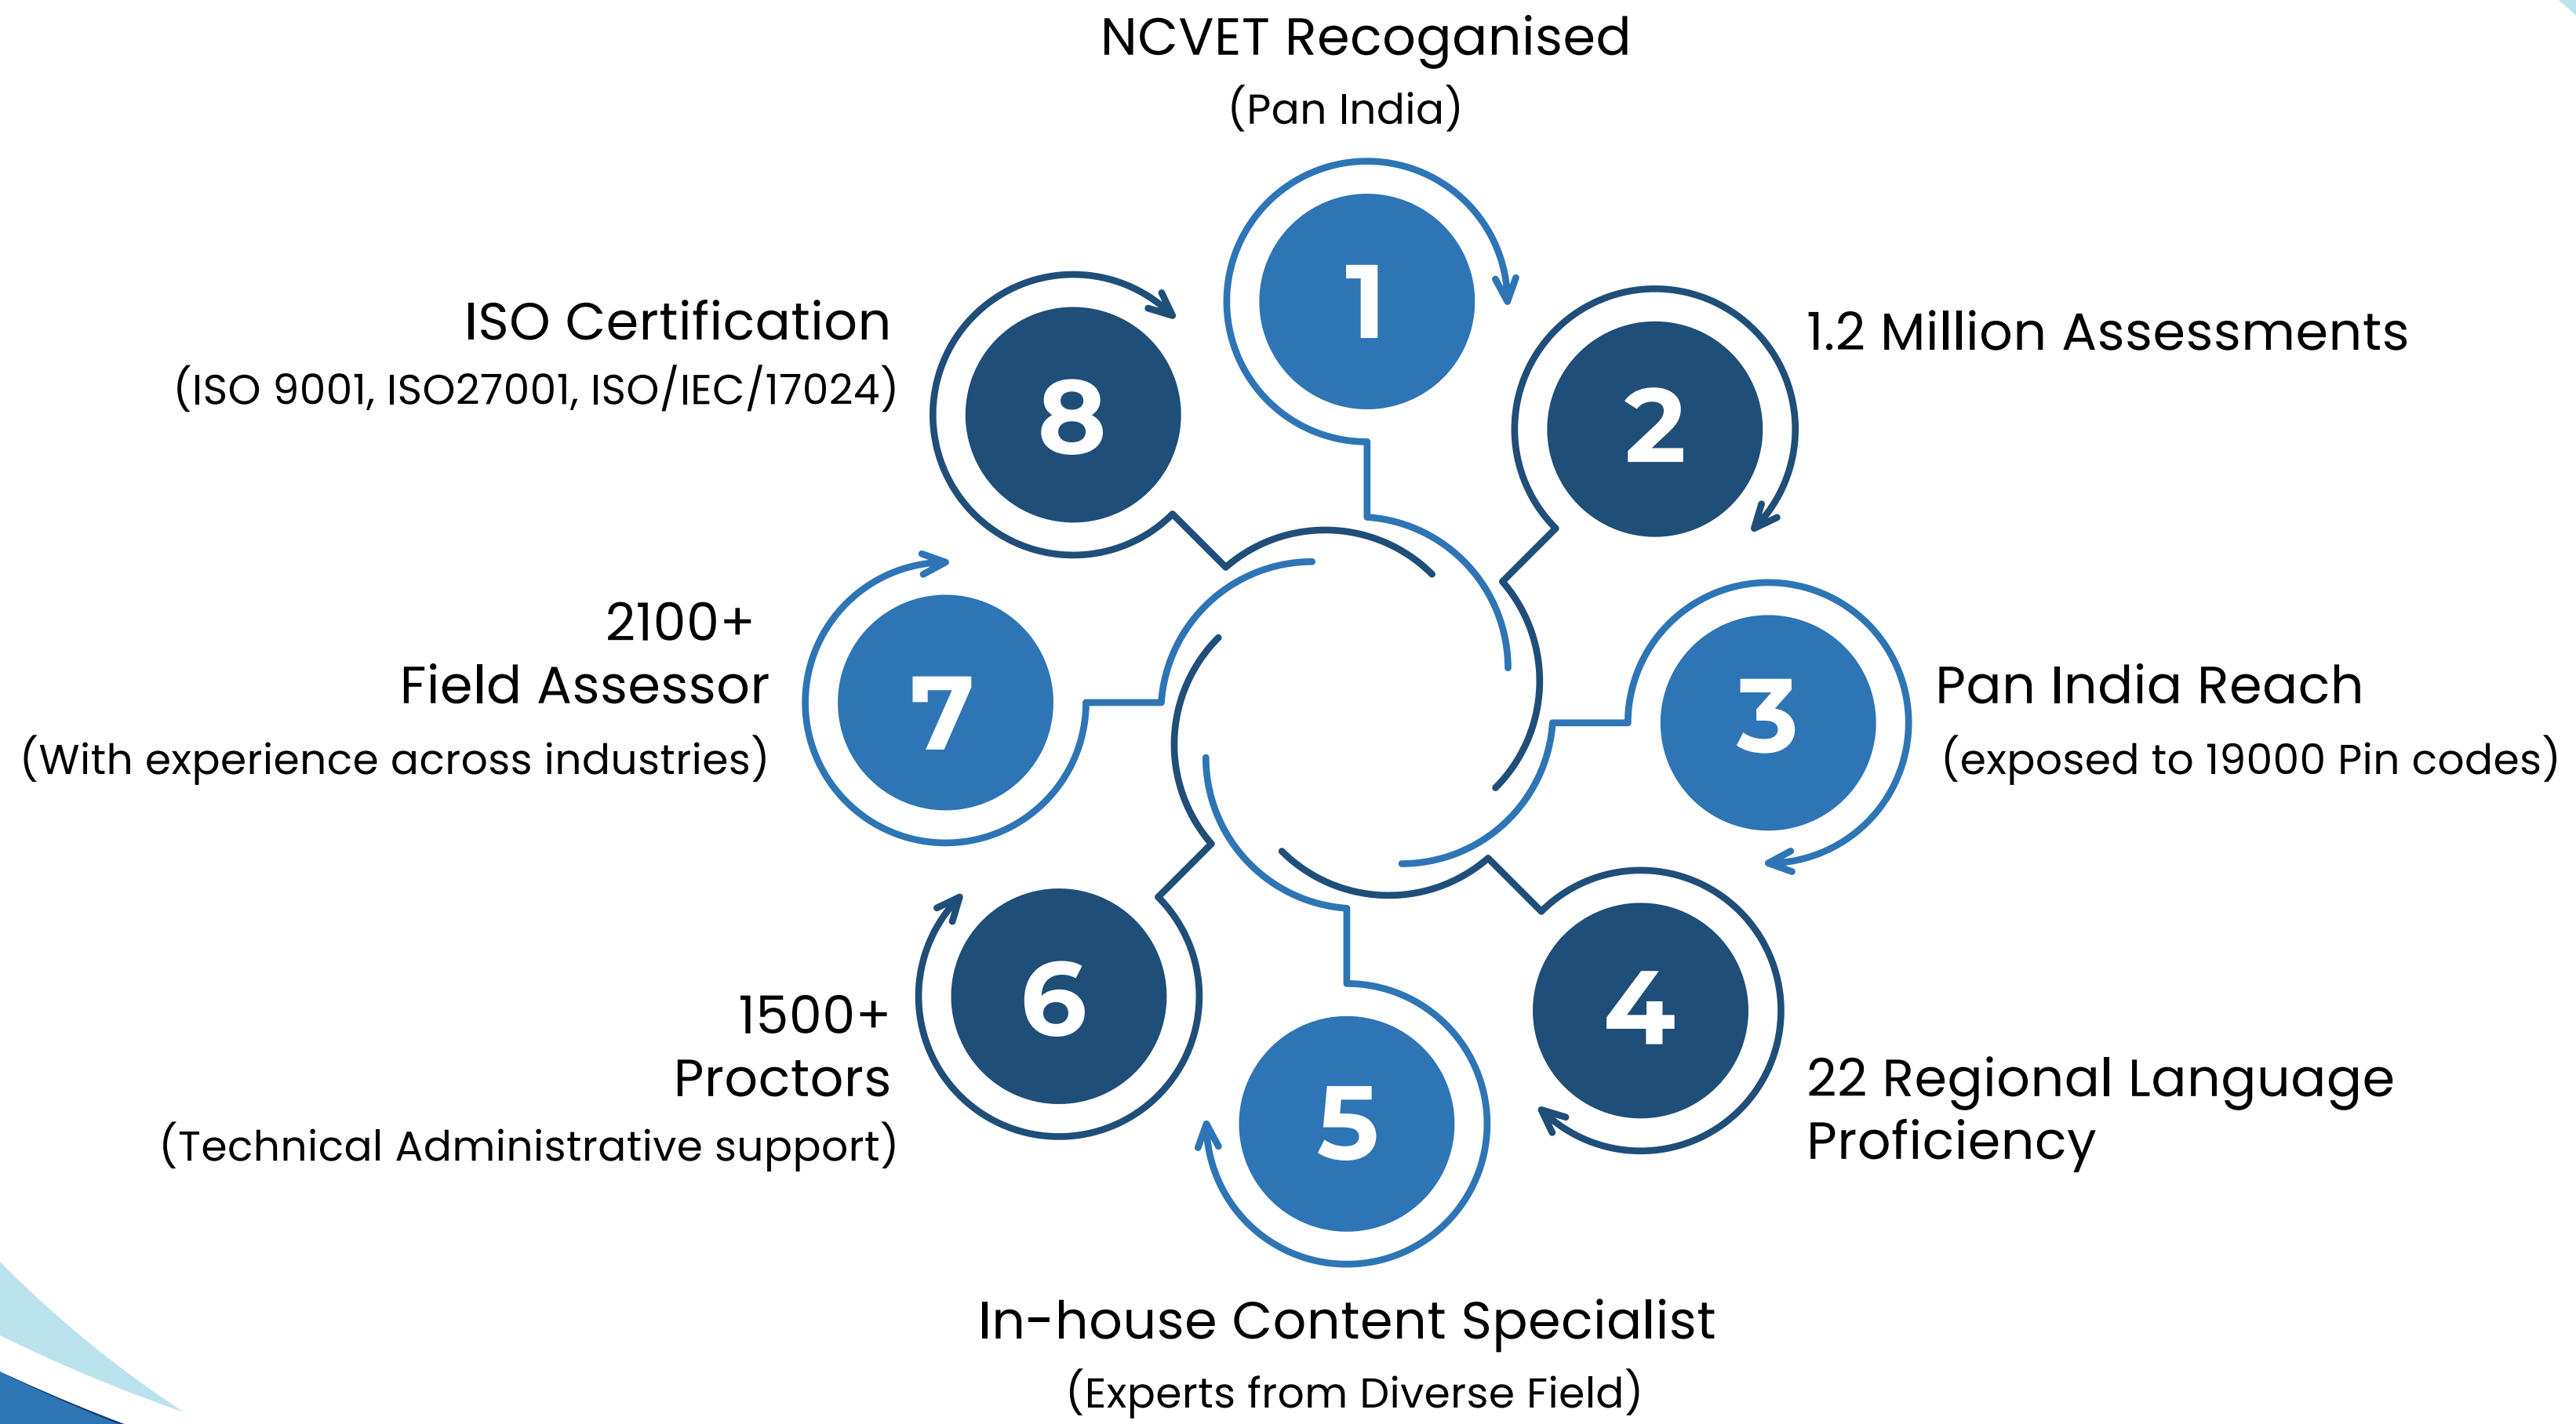 NCVET Recoganised
(Pan India)
1
1.2 Million Assessments
2
Pan India Reach
(exposed to 19000 Pin codes)
3
22 Regional Language
Proficiency
4
In-house Content Specialist
(Experts from Diverse Field)
5
1500+
Proctors
(Technical Administrative support)
6
2100+
Field Assessor
(With experience across industries)
7
ISO Certification
(ISO 9001, ISO27001, ISO/IEC/17024)
8